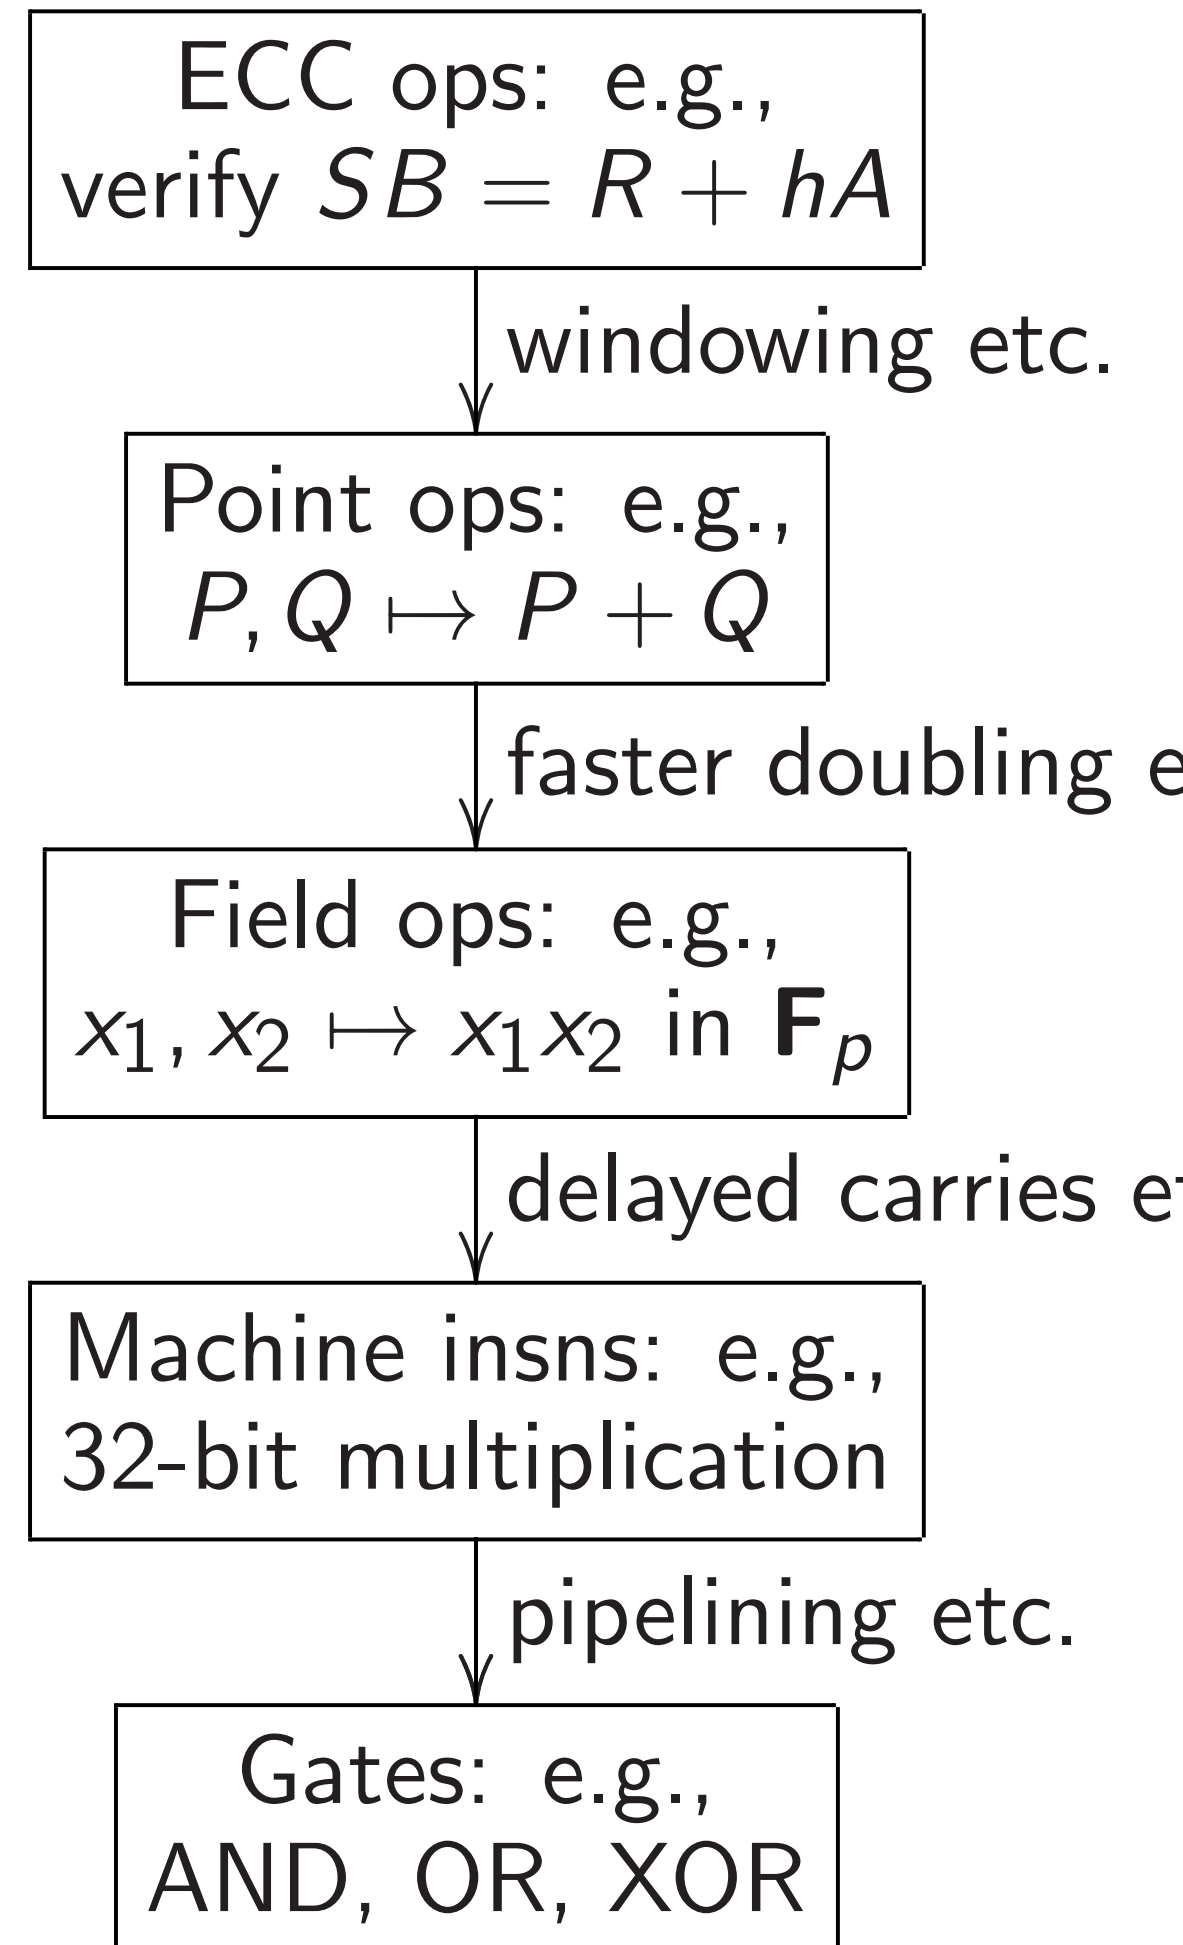 ECC ops: e.g.,
verify SB = R + hA
windowing etc.
Point ops: e.g.,
P, Q ↦ P + Q
faster doubling
Field ops: e.g.,
x₁, x₂ ↦ x₁x₂ in 𝐅ₚ
delayed carries
Machine insns: e.g.,
32-bit multiplication
pipelining etc.
Gates: e.g.,
AND, OR, XOR